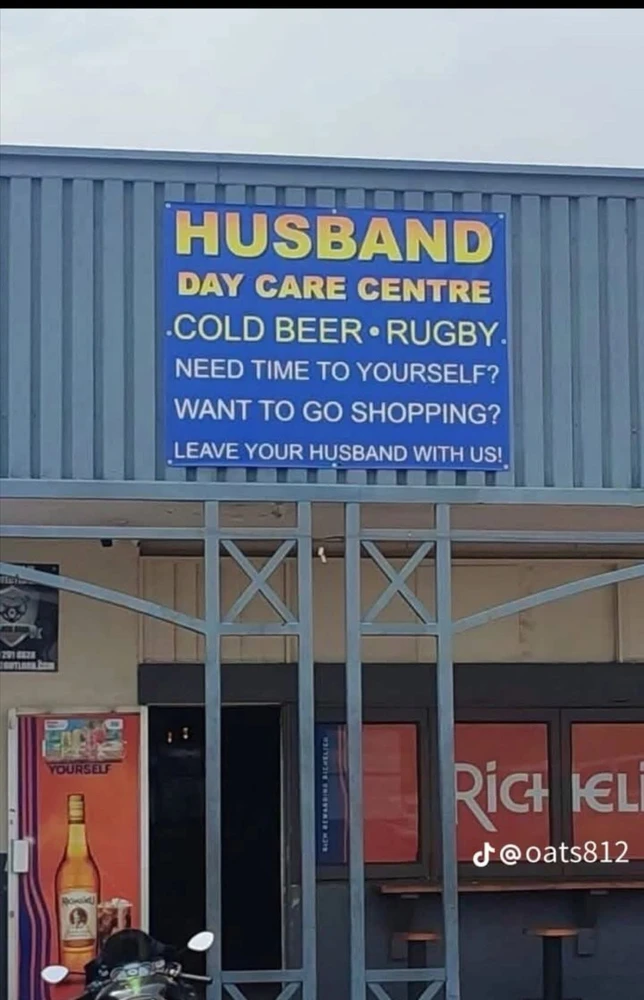 HUSBAND
DAY CARE CENTRE
.COLD BEER • RUGBY.
NEED TIME TO YOURSELF?
WANT TO GO SHOPPING?
LEAVE YOUR HUSBAND WITH US!
YOURSELF
RICHELI
@oats812